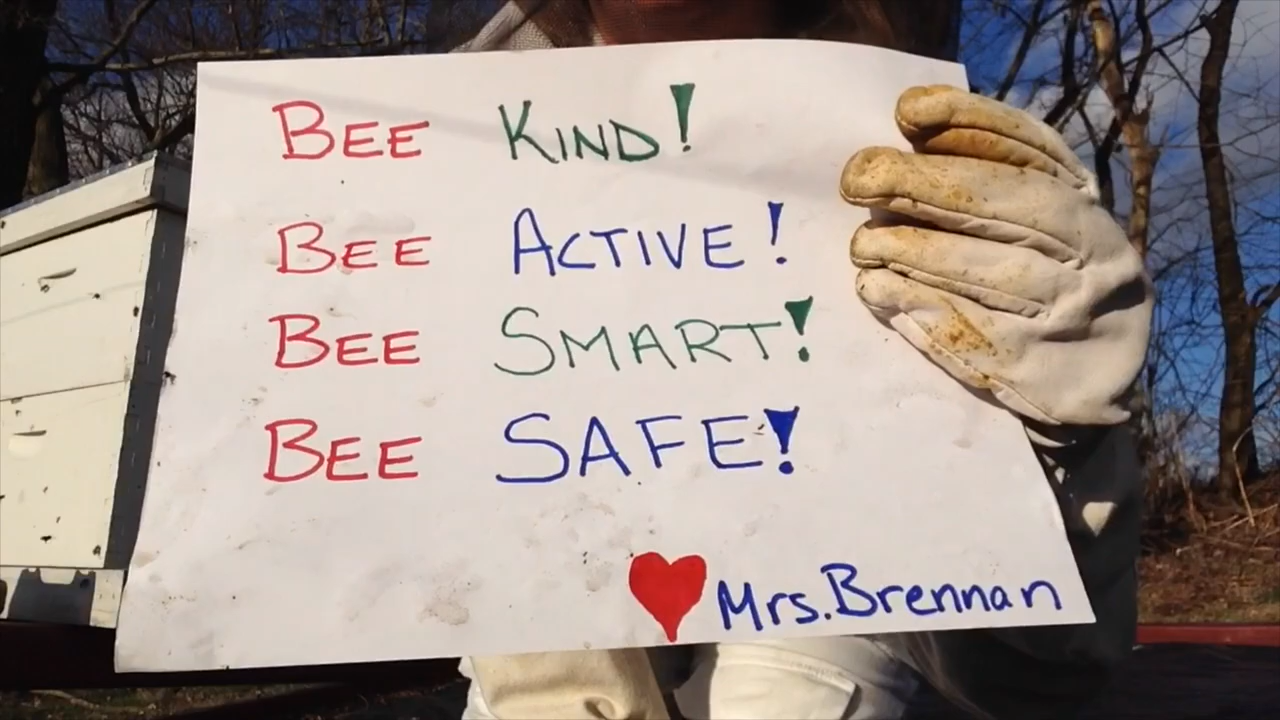 BEE KIND!
BEE ACTIVE!
BEE SMART!
BEE SAFE!
Mrs. Brennan